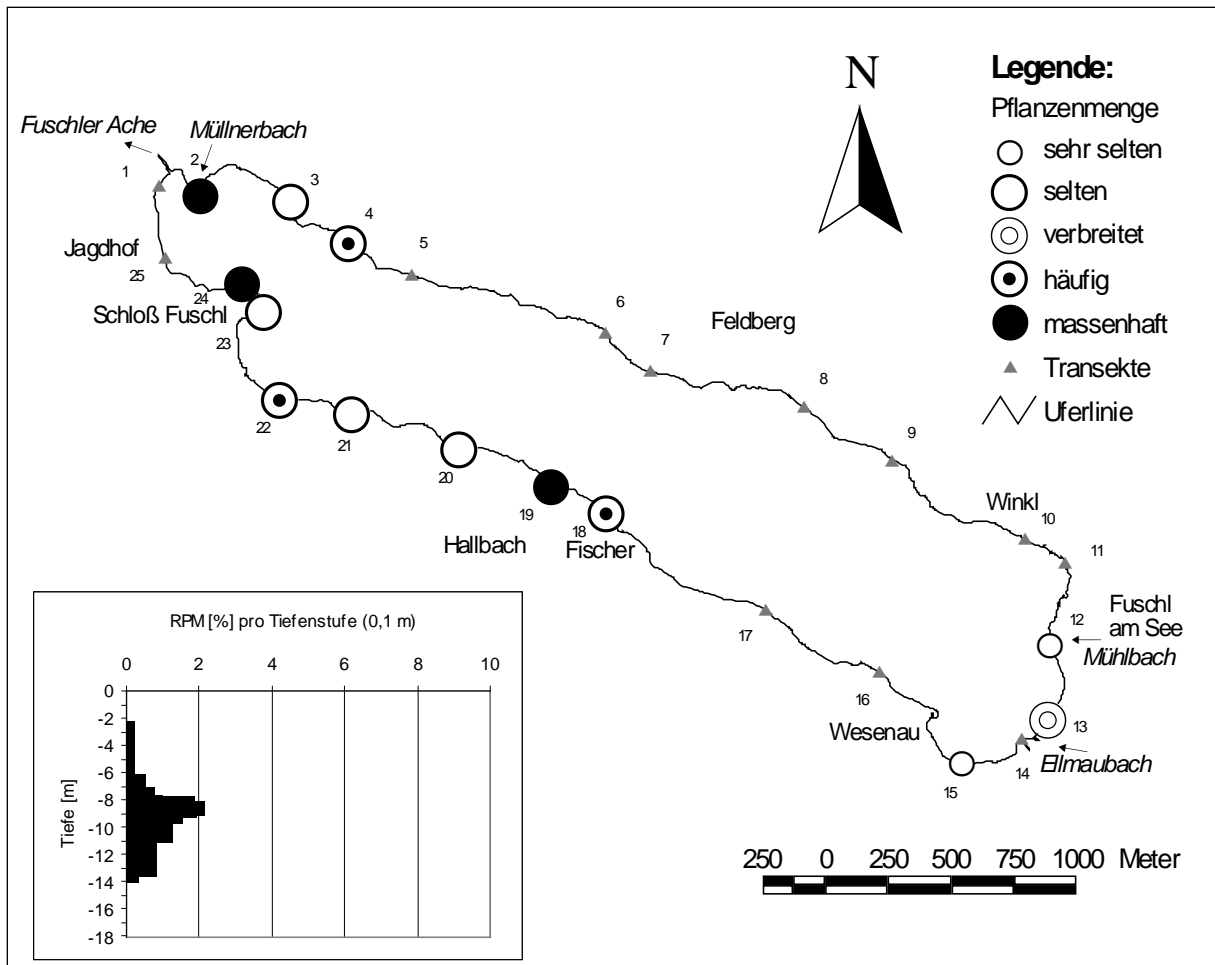 N
Legende:
Pflanzenmenge
sehr selten
selten
verbreitet
häufig
massenhaft
Transekte
Uferlinie
Fuschler Ache
Müllnerbach
1
2
3
4
5
6
7
Feldberg
8
9
Winkl
10
11
12
Fuschl
am See
Mühlbach
13
Ellmaubach
14
15
Wesenau
16
17
18
Fischer
19
Hallbach
20
21
22
23
Schloß Fuschl
24
25
Jagdhof
RPM [%] pro Tiefenstufe (0,1 m)
0 2 4 6 8 10
Tiefe [m]
0
-2
-4
-6
-8
-10
-12
-14
-16
-18
250 0 250 500 750 1000 Meter